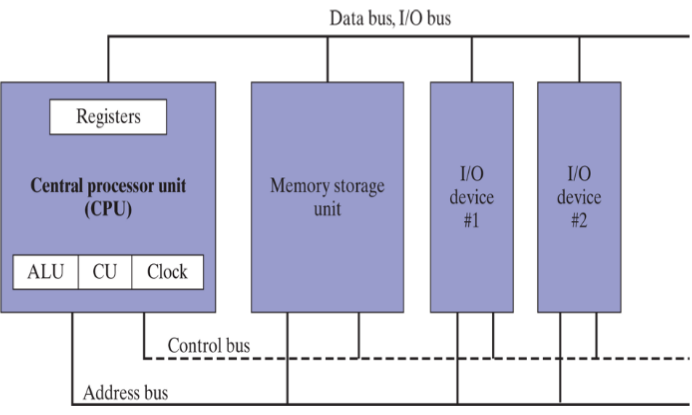 Data bus, I/O bus
Registers
Central processor unit
(CPU)
ALU CU Clock
Memory storage
unit
I/O
device
#1
I/O
device
#2
Control bus
Address bus